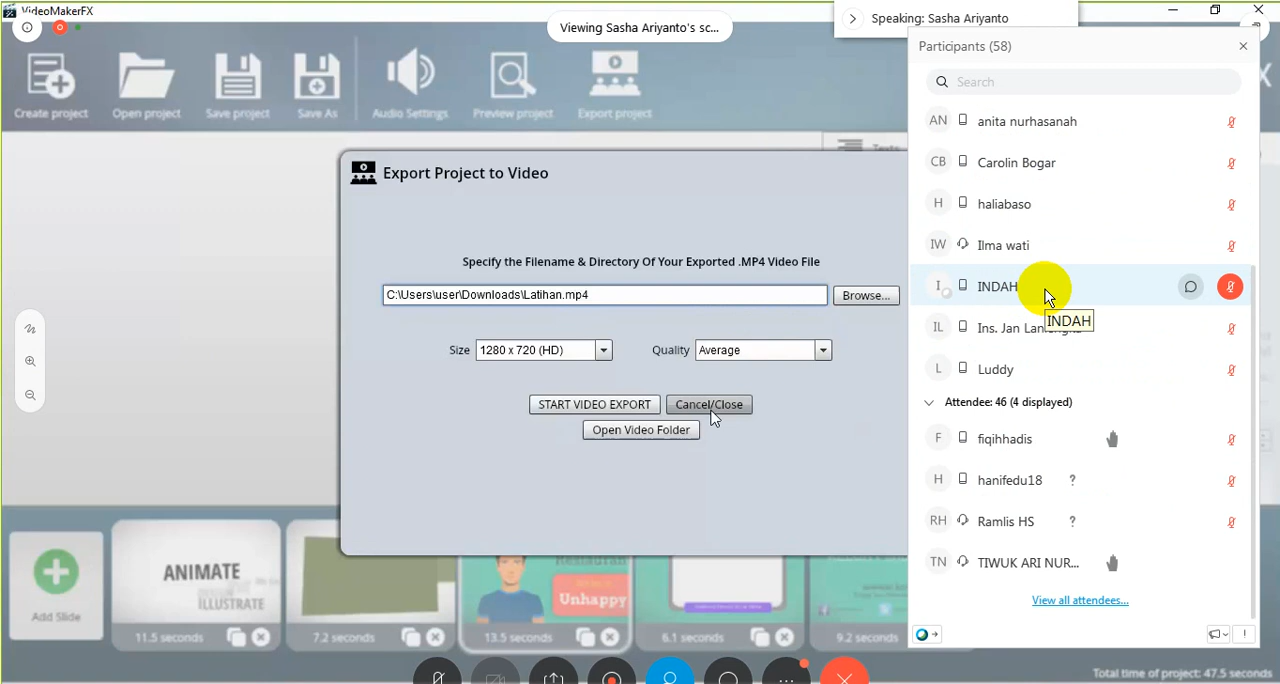 VideoMakerFX
Viewing Sasha Ariyanto's sc...
Speaking: Sasha Ariyanto
Create project
Open project
Save project
Save As
Audio Settings
Preview project
Export project
Texts
Export Project to Video
Specify the Filename & Directory Of Your Exported .MP4 Video File
C:\Users\user\Downloads\Latihan.mp4
Browse...
Size 1280 x 720 (HD)
Quality Average
START VIDEO EXPORT
Cancel/Close
Open Video Folder
Participants (58)
Search
AN anita nurhasanah
CB Carolin Bogar
H haliabaso
IW Ilma wati
I INDAH
INDAH
IL Ins. Jan
L Luddy
Attendee: 46 (4 displayed)
F fiqihhadis
H hanifedu18 ?
RH Ramlis HS ?
TN TIWUK ARI NUR...
View all attendees...
Add Slide
ANIMATE
ILLUSTRATE
11.5 seconds
7.2 seconds
Restaurant
Unhappy
13.5 seconds
6.1 seconds
9.2 seconds
Total time of project: 47.5 seconds